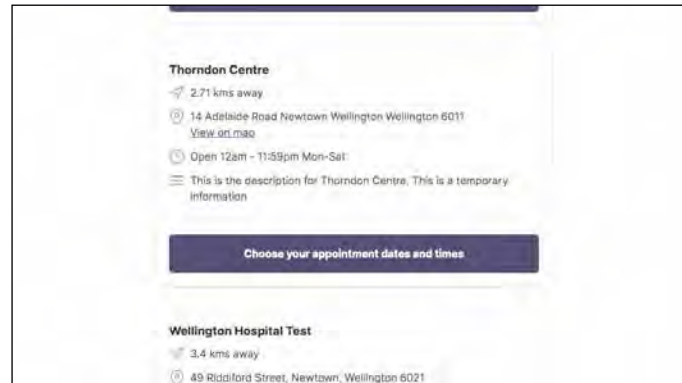 Thorndon Centre
2.71 kms away
14 Adelaide Road Newtown Wellington Wellington 6011
View on map
Open 12am - 11:59pm Mon-Sat
This is the description for Thorndon Centre. This is a temporary
information
Choose your appointment dates and times
Wellington Hospital Test
3.4 kms away
49 Riddiford Street, Newtown, Wellington 6021